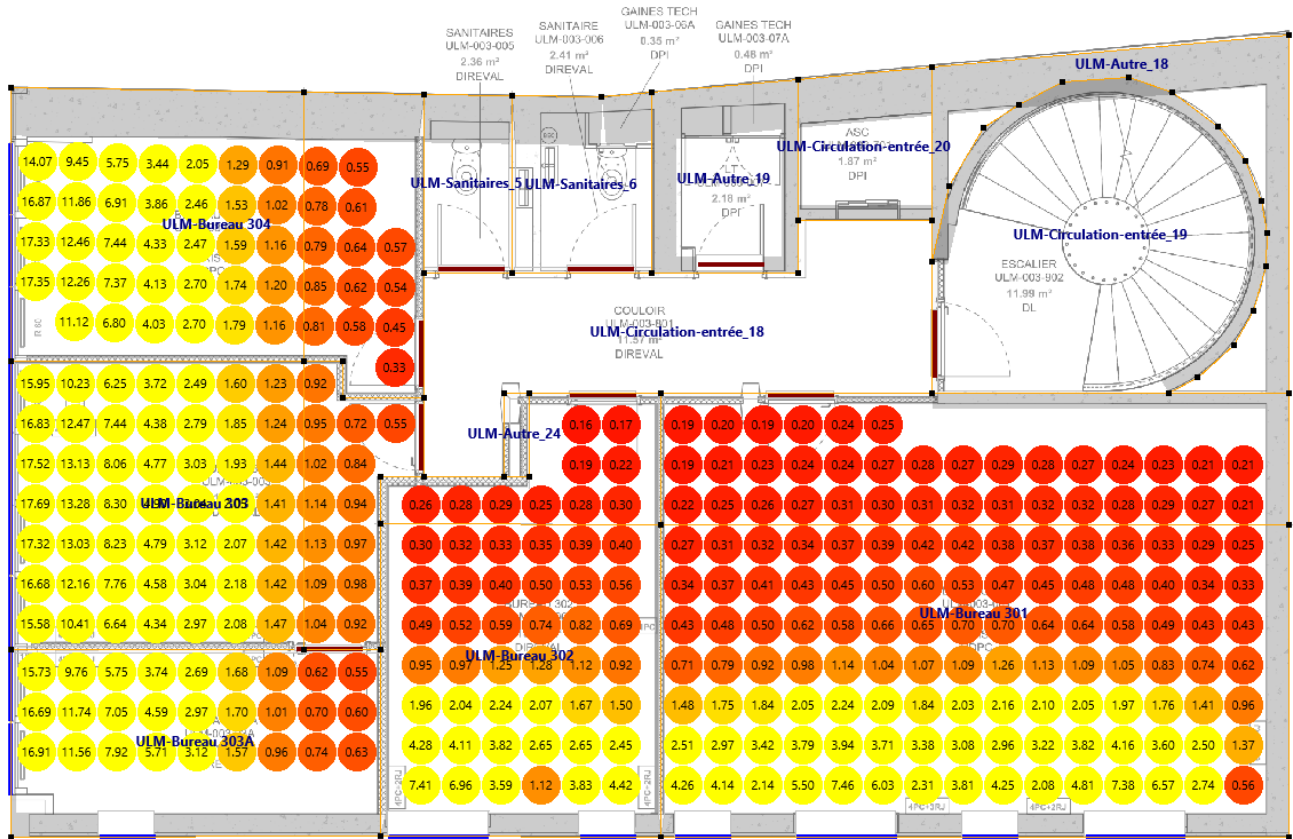 GAINES TECH
ULM-003-06A
0.35 m²
DPI
SANITAIRE
ULM-003-006
2.41 m²
DIREVAL
GAINES TECH
ULM-003-07A
0.48 m²
DPI
SANITAIRES
ULM-003-005
2.36 m²
DIREVAL
ULM-Autre_18
ASC
ULM-Circulation-entrée_20
1.87 m²
DPI
ULM-Sanitaires_5
ULM-Sanitaires_6
ULM-Autre_19
2.18 m²
DPI
ULM-Circulation-entrée_19
ESCALIER
ULM-003-902
11.99 m²
DL
COULOIR
ULM-003-801
ULM-Circulation-entrée_18
11.57 m²
DIREVAL
14.07 9.45 5.75 3.44 2.05 1.29 0.91 0.69 0.55
16.87 11.86 6.91 3.86 2.46 1.53 1.02 0.78 0.61
ULM-Bureau 304
17.33 12.46 7.44 4.33 2.47 1.59 1.16 0.79 0.64 0.57
17.35 12.26 7.37 4.13 2.70 1.74 1.20 0.85 0.62 0.54
R 60
11.12 6.80 4.03 2.70 1.79 1.16 0.81 0.58 0.45
0.33
15.95 10.23 6.25 3.72 2.49 1.60 1.23 0.92
16.83 12.47 7.44 4.38 2.79 1.85 1.24 0.95 0.72 0.55
17.52 13.13 8.06 4.77 3.03 1.93 1.44 1.02 0.84
17.69 13.28 8.30 1.41 1.14 0.94
ULM-Bureau 303
17.32 13.03 8.23 4.79 3.12 2.07 1.42 1.13 0.97
16.68 12.16 7.76 4.58 3.04 2.18 1.42 1.09 0.98
15.58 10.41 6.64 4.34 2.97 2.08 1.47 1.04 0.92
15.73 9.76 5.75 3.74 2.69 1.68 1.09 0.62 0.55
16.69 11.74 7.05 4.59 2.97 1.70 1.01 0.70 0.60
ULM-Bureau 303A
16.91 11.56 7.92 5.71 3.12 1.57 0.96 0.74 0.63
ULM-Autre_24
0.16 0.17
0.19 0.22
0.26 0.28 0.29 0.25 0.28 0.30
0.30 0.32 0.33 0.35 0.39 0.40
0.37 0.39 0.40 0.50 0.53 0.56
BUREAU 302
0.49 0.52 0.59 0.74 0.82 0.69
DIREVAL
ULM-Bureau 302
0.95 0.97 1.25 1.28 1.12 0.92
1.96 2.04 2.24 2.07 1.67 1.50
4.28 4.11 3.82 2.65 2.65 2.45
7.41 6.96 3.59 1.12 3.83 4.42
4PC+2RJ
4PC+2RJ
0.19 0.20 0.19 0.20 0.24 0.25
0.19 0.21 0.23 0.24 0.24 0.27 0.28 0.27 0.29 0.28 0.27 0.24 0.23 0.21 0.21
0.22 0.25 0.26 0.27 0.31 0.30 0.31 0.32 0.31 0.32 0.32 0.28 0.29 0.27 0.21
0.27 0.31 0.32 0.34 0.37 0.39 0.42 0.42 0.38 0.37 0.38 0.36 0.33 0.29 0.25
0.34 0.37 0.41 0.43 0.45 0.50 0.60 0.53 0.47 0.45 0.48 0.48 0.40 0.34 0.33
ULM-Bureau 301
0.43 0.48 0.50 0.62 0.58 0.66 0.65 0.70 0.70 0.64 0.64 0.58 0.49 0.43 0.43
0.71 0.79 0.92 0.98 1.14 1.04 1.07 1.09 1.26 1.13 1.09 1.05 0.83 0.74 0.62
1.48 1.75 1.84 2.05 2.24 2.09 1.84 2.03 2.16 2.10 2.05 1.97 1.76 1.41 0.96
2.51 2.97 3.42 3.79 3.94 3.71 3.38 3.08 2.96 3.22 3.82 4.16 3.60 2.50 1.37
4.26 4.14 2.14 5.50 7.46 6.03 2.31 3.81 4.25 2.08 4.81 7.38 6.57 2.74 0.56
4PC+2RJ